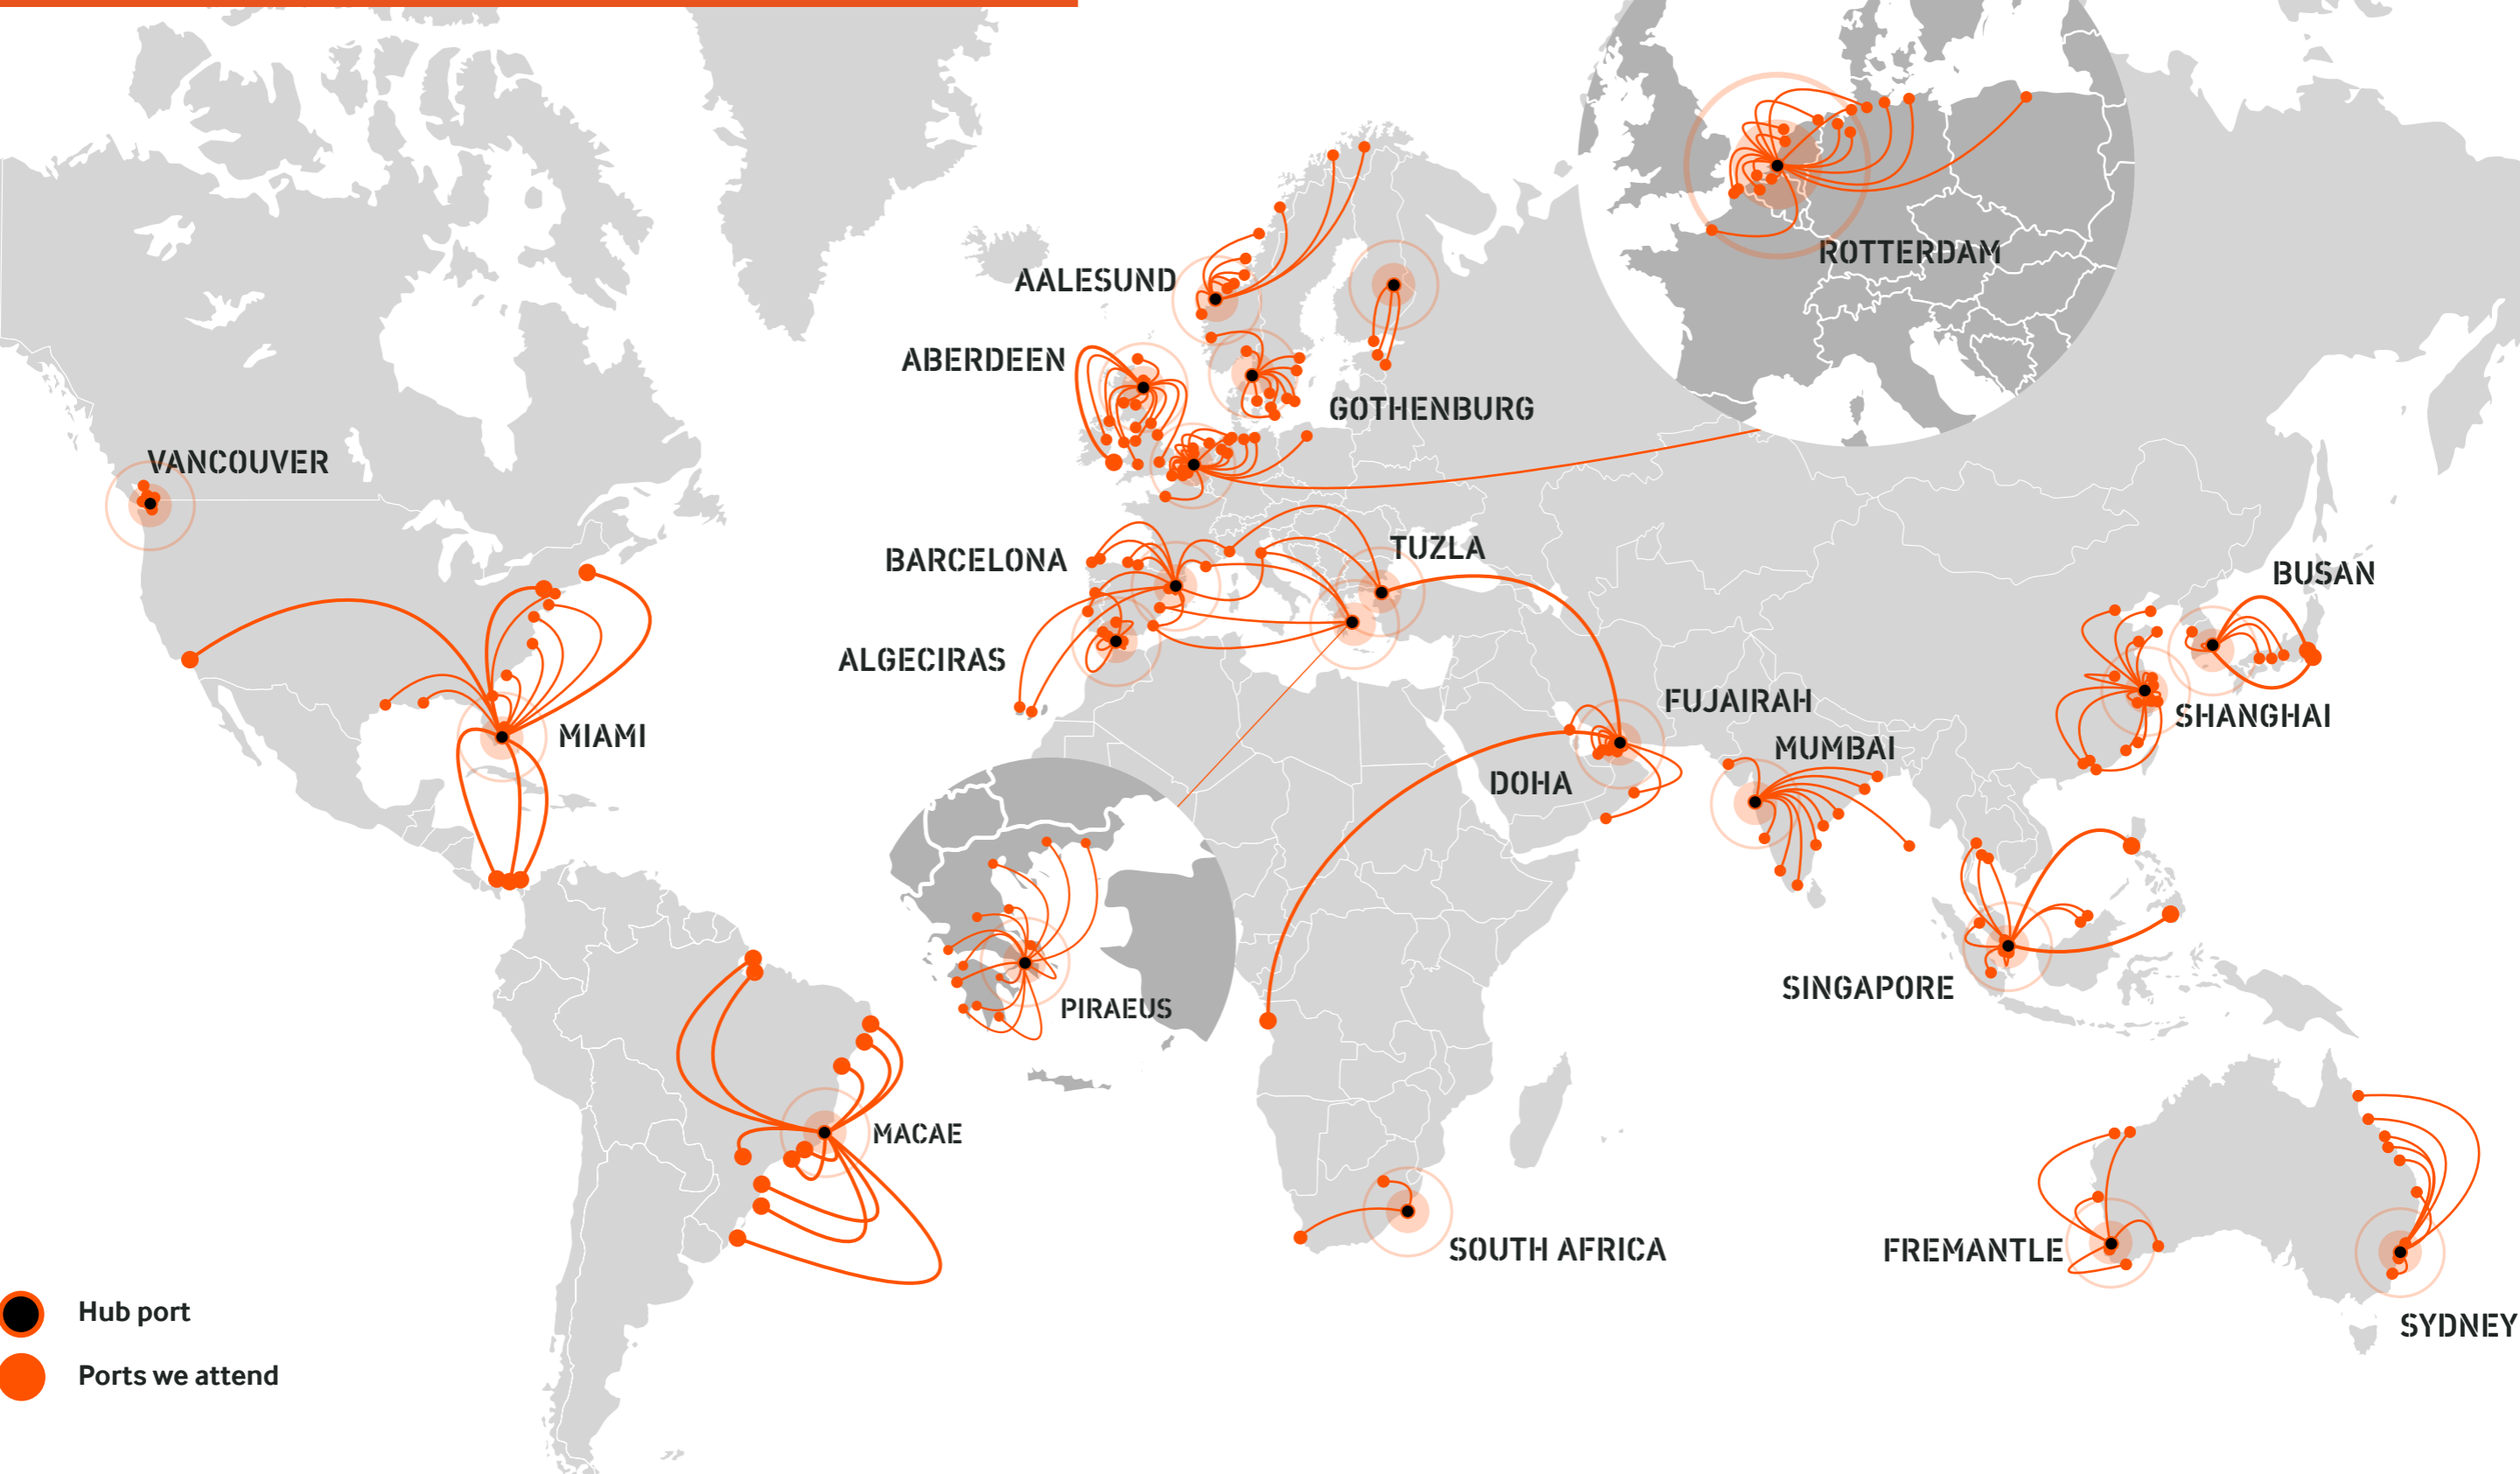 ROTTERDAM
AALESUND
ABERDEEN
GOTHENBURG
VANCOUVER
BARCELONA
TUZLA
BUSAN
ALGECIRAS
FUJAIRAH
SHANGHAI
MIAMI
MUMBAI
DOHA
SINGAPORE
PIRAEUS
MACAE
SOUTH AFRICA
FREMANTLE
SYDNEY
Hub port
Ports we attend